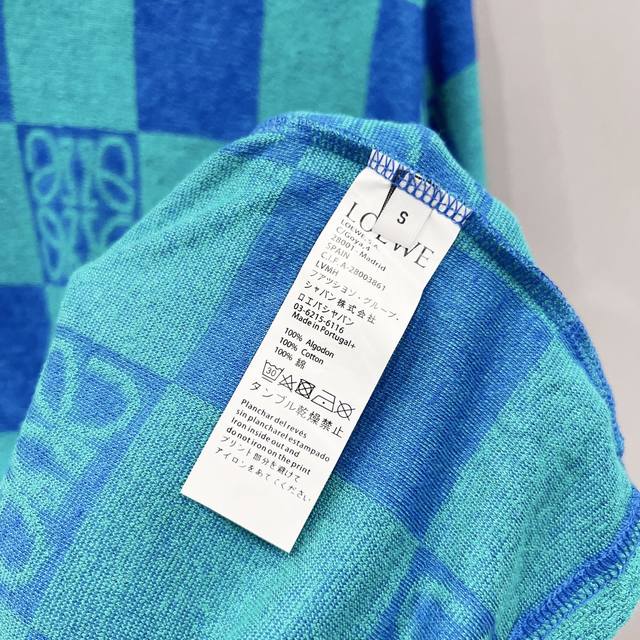 S
LOEWE
LOEWE S.A.
C/Goya,4
28001 - Madrid
SPAIN
C.I.F. A-28003861
LVMH
ファッション・グループ・
ジャパン株式会社
ロエベジャパン
03-6215-6116
Made in Portugal+
100% Algodon
100% Cotton
100% 綿
30
タンブル乾燥禁止
Planchar del revés
sin planchar el estampado
Iron inside out and
do not iron on the print
プリント部分を避けて
アイロンをあててください